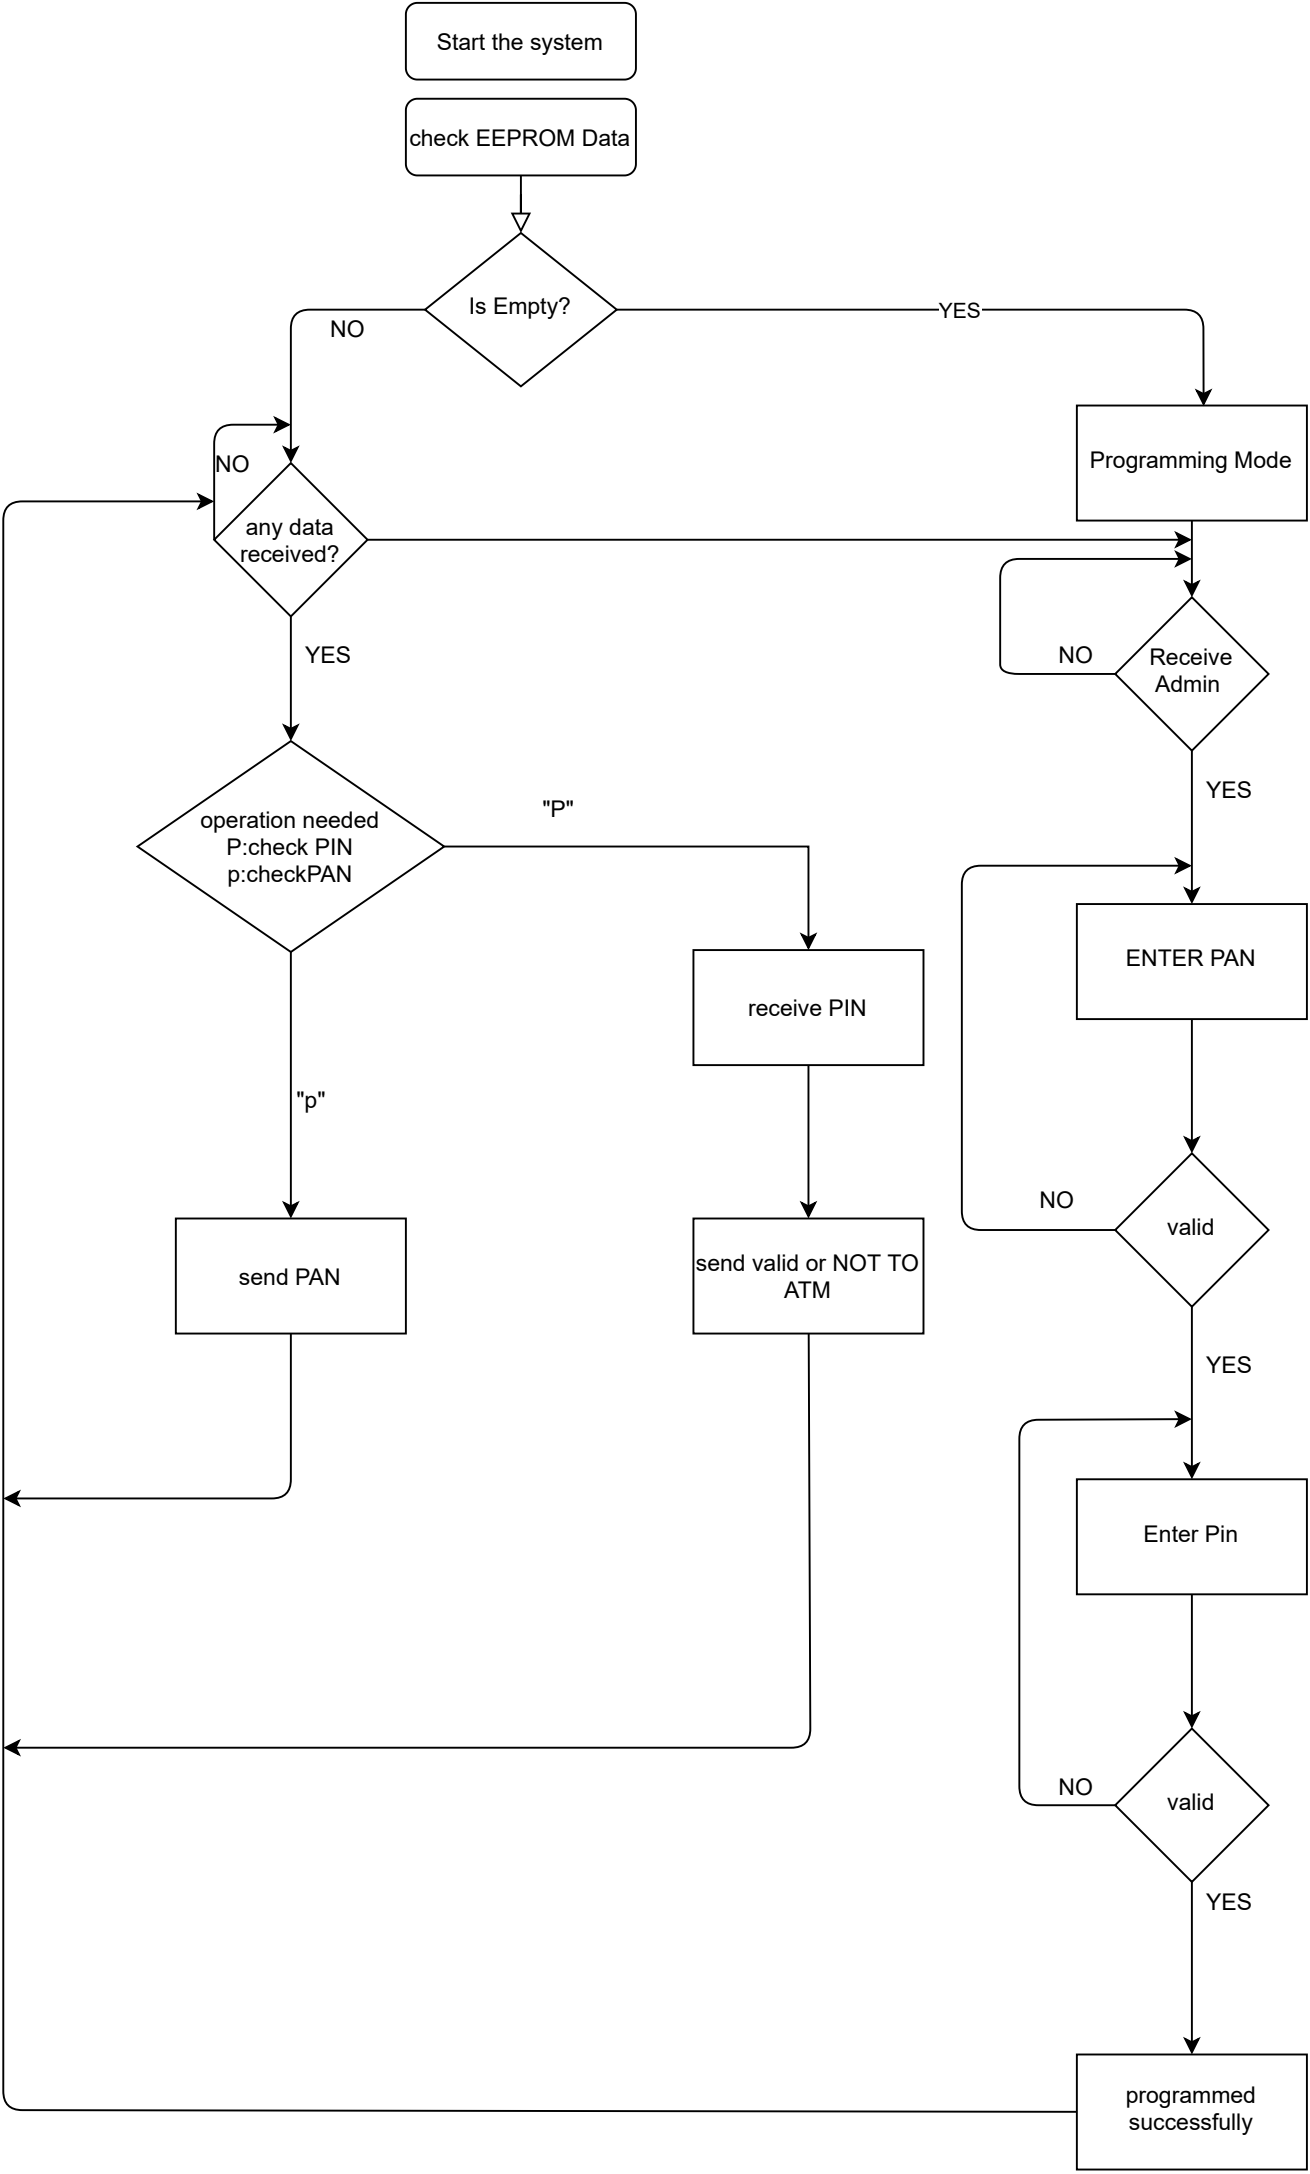 Start the system
check EEPROM Data
Is Empty?
NO
YES
NO
any data
received?
Programming Mode
YES
NO
Receive
Admin
YES
operation needed
P:check PIN
p:checkPAN
"P"
receive PIN
ENTER PAN
"p"
NO
valid
send PAN
send valid or NOT TO
ATM
YES
Enter Pin
NO
valid
YES
programmed
successfully